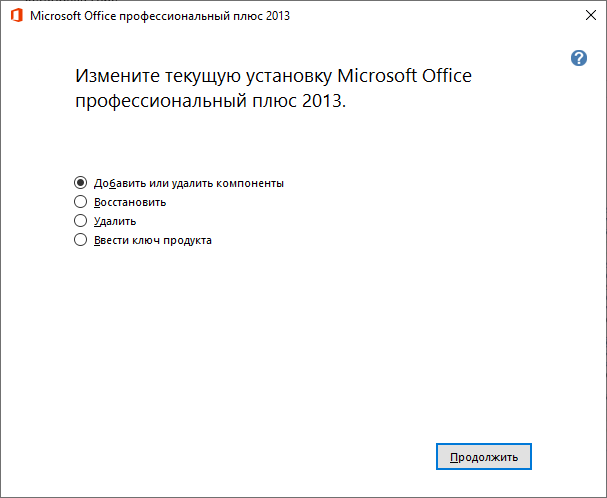 Microsoft Office профессиональный плюс 2013
?
Измените текущую установку Microsoft Office
профессиональный плюс 2013.
Добавить или удалить компоненты
Восстановить
Удалить
Ввести ключ продукта
Продолжить